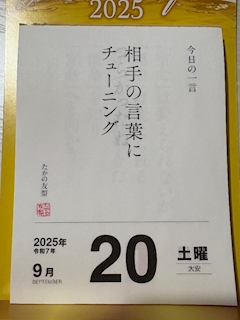 2025
今日の一言
相手の言葉に
チューニング
たかの友梨
2025年
令和7年
9月
SEPTEMBER
20
土曜
大安